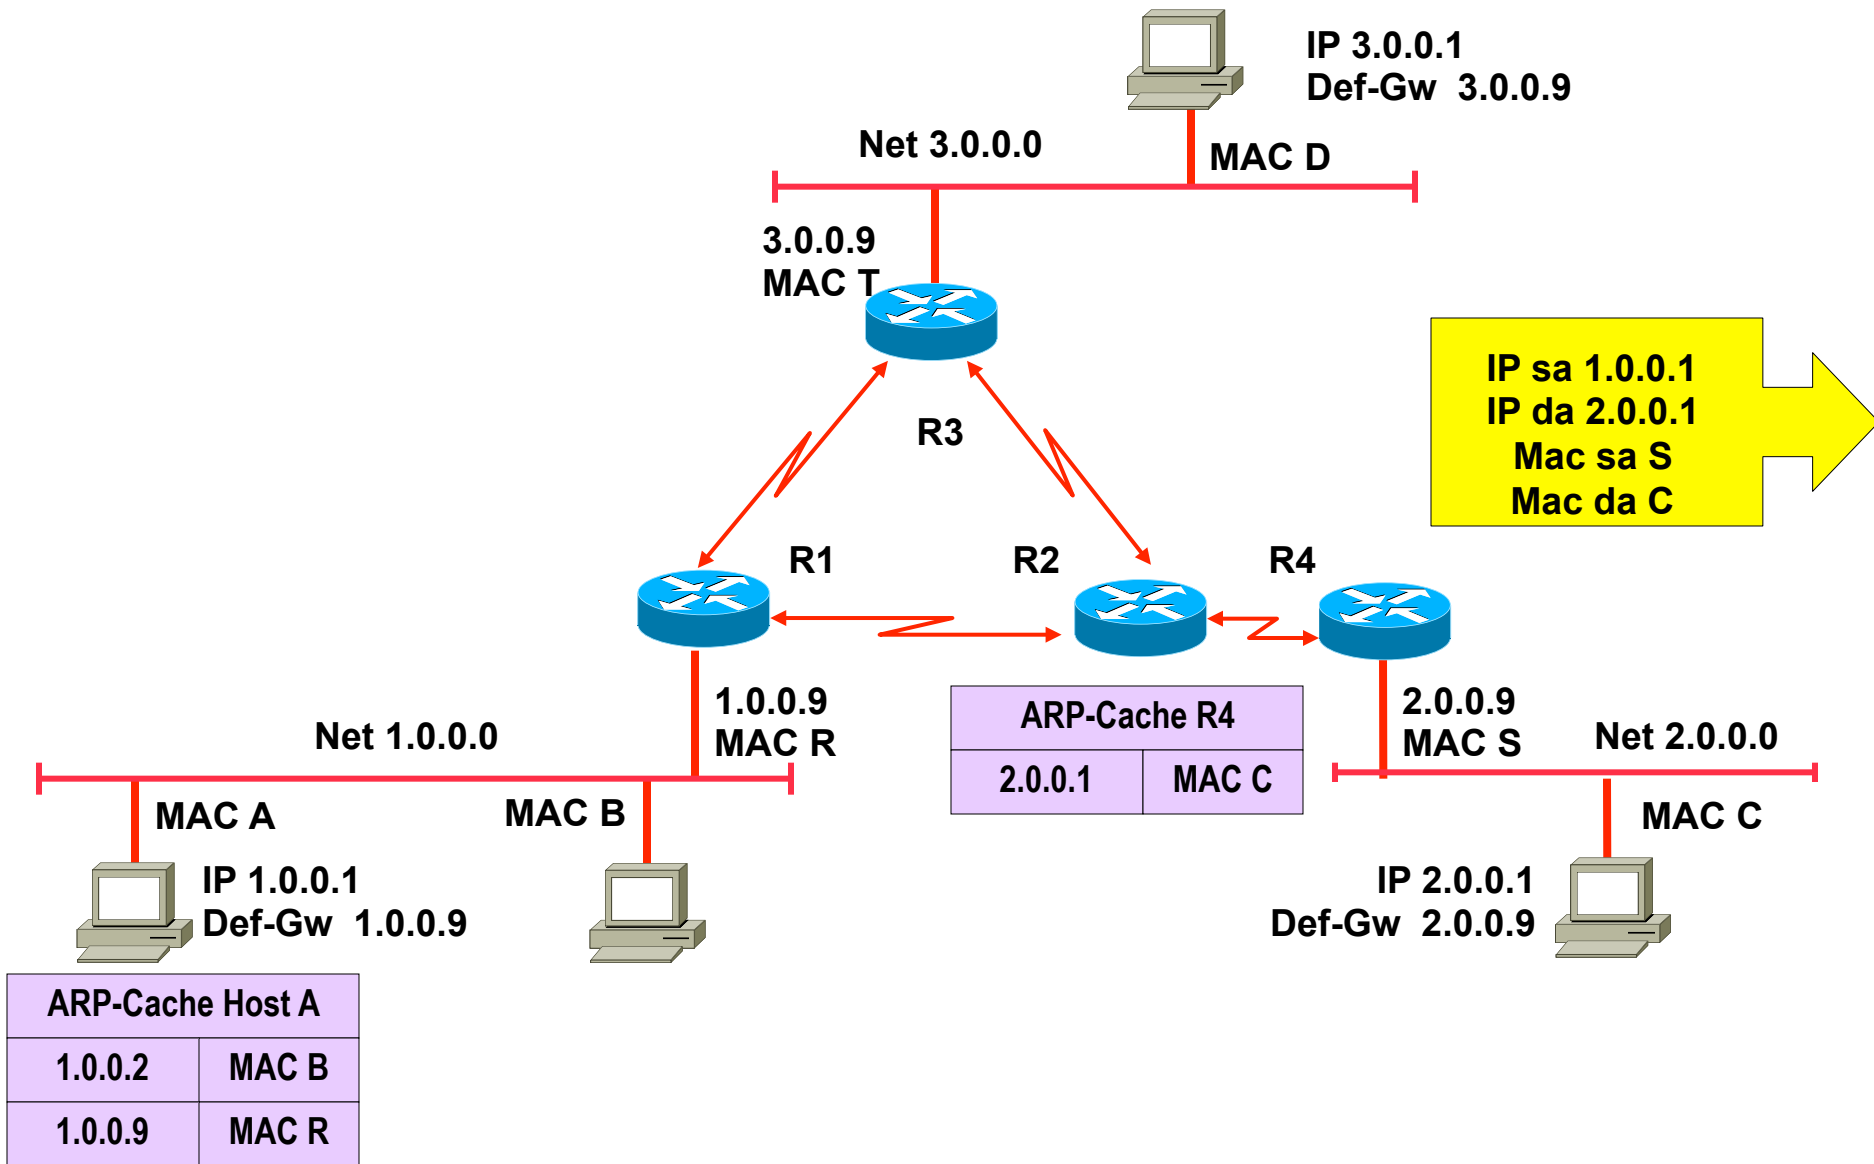 IP 3.0.0.1
Def-Gw 3.0.0.9
Net 3.0.0.0
MAC D
3.0.0.9
MAC T
R3
IP sa 1.0.0.1
IP da 2.0.0.1
Mac sa S
Mac da C
R1
R2
R4
1.0.0.9
MAC R
Net 1.0.0.0
ARP-Cache R4
2.0.0.1 MAC C
2.0.0.9
MAC S
Net 2.0.0.0
MAC A
MAC B
MAC C
IP 1.0.0.1
Def-Gw 1.0.0.9
IP 2.0.0.1
Def-Gw 2.0.0.9
ARP-Cache Host A
1.0.0.2 MAC B
1.0.0.9 MAC R